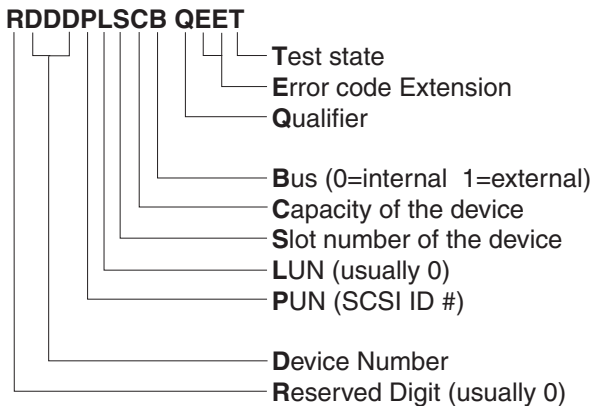 RDDDPLSCB QEET
Test state
Error code Extension
Qualifier
Bus (0=internal 1=external)
Capacity of the device
Slot number of the device
LUN (usually 0)
PUN (SCSI ID #)
Device Number
Reserved Digit (usually 0)